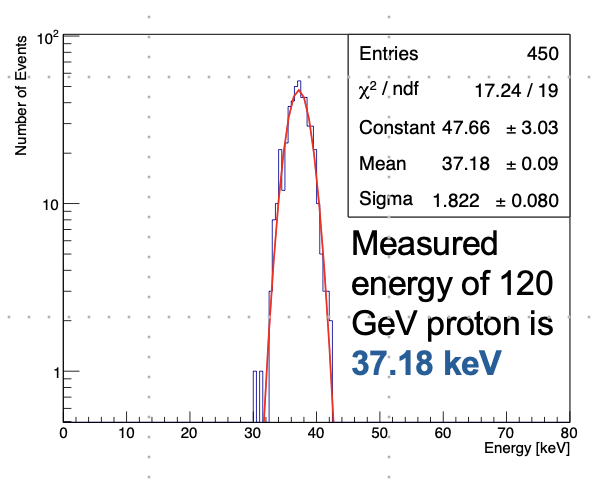 10²
Number of Events
10
1
0 10 20 30 40 50 60 70 80
Energy [keV]
Entries 450
χ² / ndf 17.24 / 19
Constant 47.66 ± 3.03
Mean 37.18 ± 0.09
Sigma 1.822 ± 0.080
Measured
energy of 120
GeV proton is
37.18 keV